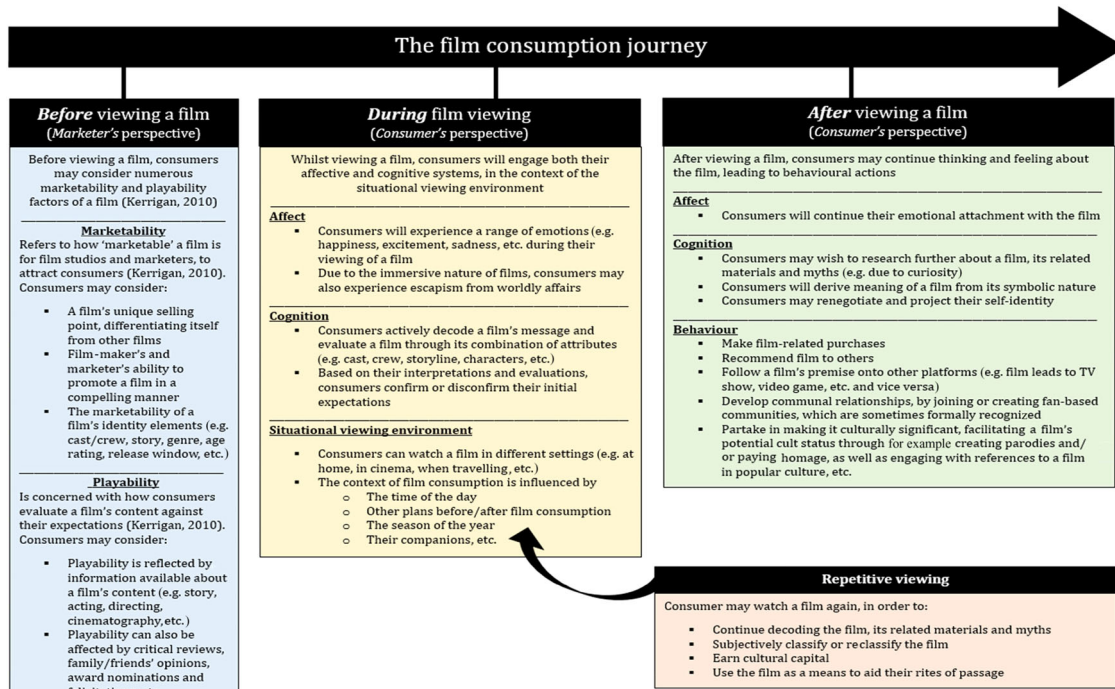 The film consumption journey
Before viewing a film
(Marketer's perspective)
Before viewing a film, consumers
may consider numerous
marketability and playability
factors of a film (Kerrigan, 2010)
Marketability
Refers to how 'marketable' a film is
for film studios and marketers, to
attract consumers (Kerrigan, 2010).
Consumers may consider:
▪ A film's unique selling
point, differentiating itself
from other films
▪ Film-maker's and
marketer's ability to
promote a film in a
compelling manner
▪ The marketability of a
film's identity elements (e.g.
cast/crew, story, genre, age
rating, release window, etc.)
Playability
Is concerned with how consumers
evaluate a film's content against
their expectations (Kerrigan, 2010).
Consumers may consider:
▪ Playability is reflected by
information available about
a film's content (e.g. story,
acting, directing,
cinematography, etc.)
▪ Playability can also be
affected by critical reviews,
family/friends' opinions,
award nominations and
During film viewing
(Consumer's perspective)
Whilst viewing a film, consumers will engage both their
affective and cognitive systems, in the context of the
situational viewing environment
Affect
▪ Consumers will experience a range of emotions (e.g.
happiness, excitement, sadness, etc. during their
viewing of a film
▪ Due to the immersive nature of films, consumers may
also experience escapism from worldly affairs
Cognition
▪ Consumers actively decode a film's message and
evaluate a film through its combination of attributes
(e.g. cast, crew, storyline, characters, etc.)
▪ Based on their interpretations and evaluations,
consumers confirm or disconfirm their initial
expectations
Situational viewing environment
▪ Consumers can watch a film in different settings (e.g. at
home, in cinema, when travelling, etc.)
▪ The context of film consumption is influenced by
o The time of the day
o Other plans before/after film consumption
o The season of the year
o Their companions, etc.
After viewing a film
(Consumer's perspective)
After viewing a film, consumers may continue thinking and feeling about
the film, leading to behavioural actions
Affect
▪ Consumers will continue their emotional attachment with the film
Cognition
▪ Consumers may wish to research further about a film, its related
materials and myths (e.g. due to curiosity)
▪ Consumers will derive meaning of a film from its symbolic nature
▪ Consumers may renegotiate and project their self-identity
Behaviour
▪ Make film-related purchases
▪ Recommend film to others
▪ Follow a film's premise onto other platforms (e.g. film leads to TV
show, video game, etc. and vice versa)
▪ Develop communal relationships, by joining or creating fan-based
communities, which are sometimes formally recognized
▪ Partake in making it culturally significant, facilitating a film's
potential cult status through for example creating parodies and/
or paying homage, as well as engaging with references to a film
in popular culture, etc.
Repetitive viewing
Consumer may watch a film again, in order to:
▪ Continue decoding the film, its related materials and myths
▪ Subjectively classify or reclassify the film
▪ Earn cultural capital
▪ Use the film as a means to aid their rites of passage